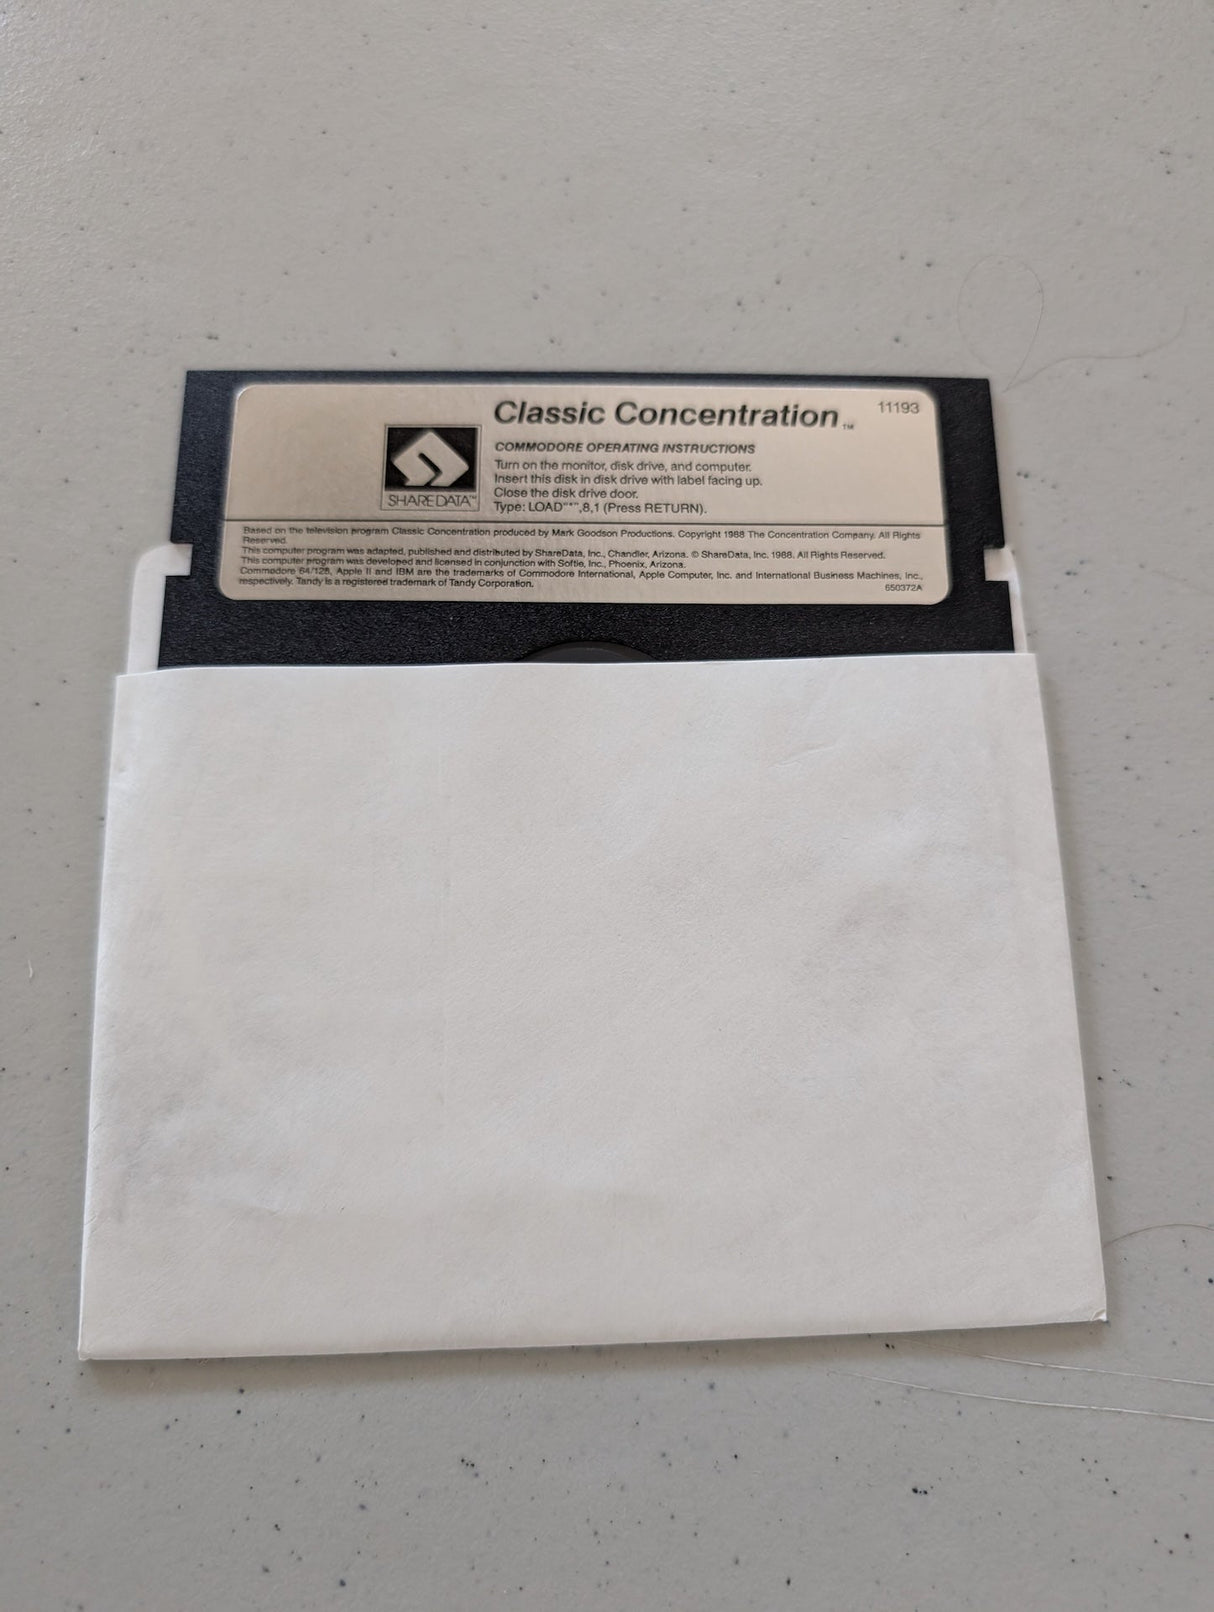 Classic Concentration™
11193
SHAREDATA™
COMMODORE OPERATING INSTRUCTIONS
Turn on the monitor, disk drive, and computer.
Insert this disk in disk drive with label facing up.
Close the disk drive door.
Type: LOAD"*",8,1 (Press RETURN).
Based on the television program Classic Concentration produced by Mark Goodson Productions. Copyright 1988 The Concentration Company. All Rights
Reserved.
This computer program was adapted, published and distributed by ShareData, Inc., Chandler, Arizona. © ShareData, Inc. 1988. All Rights Reserved.
This computer program was developed and licensed in conjunction with Softie, Inc., Phoenix, Arizona.
Commodore 64/128, Apple II and IBM are the trademarks of Commodore International, Apple Computer, Inc. and International Business Machines, Inc.,
respectively. Tandy is a registered trademark of Tandy Corporation.
650372A